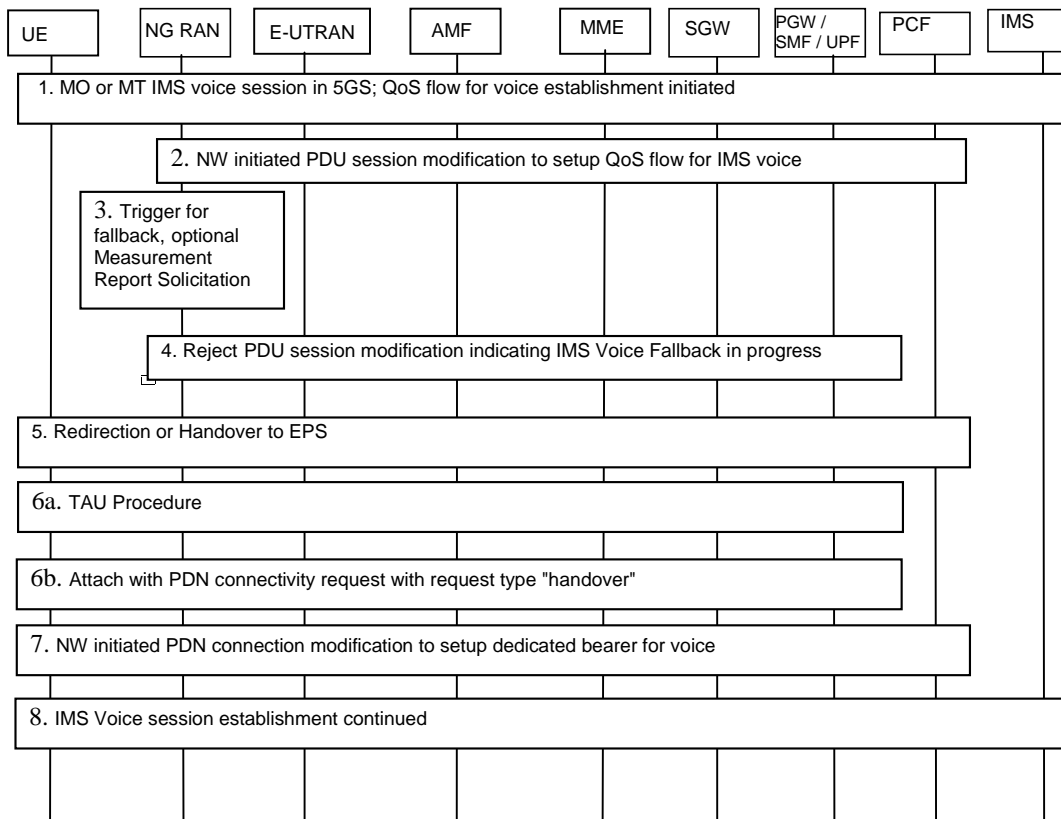 UE
NG RAN
E-UTRAN
AMF
MME
SGW
PGW /
SMF / UPF
PCF
IMS
1. MO or MT IMS voice session in 5GS; QoS flow for voice establishment initiated
2. NW initiated PDU session modification to setup QoS flow for IMS voice
3. Trigger for
fallback, optional
Measurement
Report Solicitation
4. Reject PDU session modification indicating IMS Voice Fallback in progress
5. Redirection or Handover to EPS
6a. TAU Procedure
6b. Attach with PDN connectivity request with request type "handover"
7. NW initiated PDN connection modification to setup dedicated bearer for voice
8. IMS Voice session establishment continued